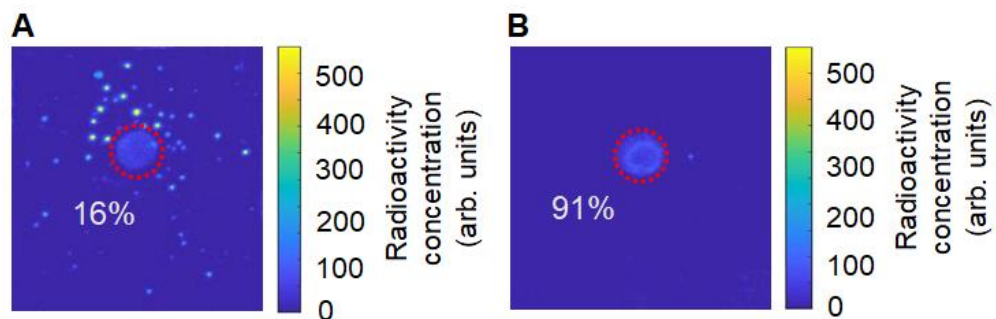 A
16%
500
400
300
200
100
0
Radioactivity
concentration
(arb. units)
B
91%
500
400
300
200
100
0
Radioactivity
concentration
(arb. units)